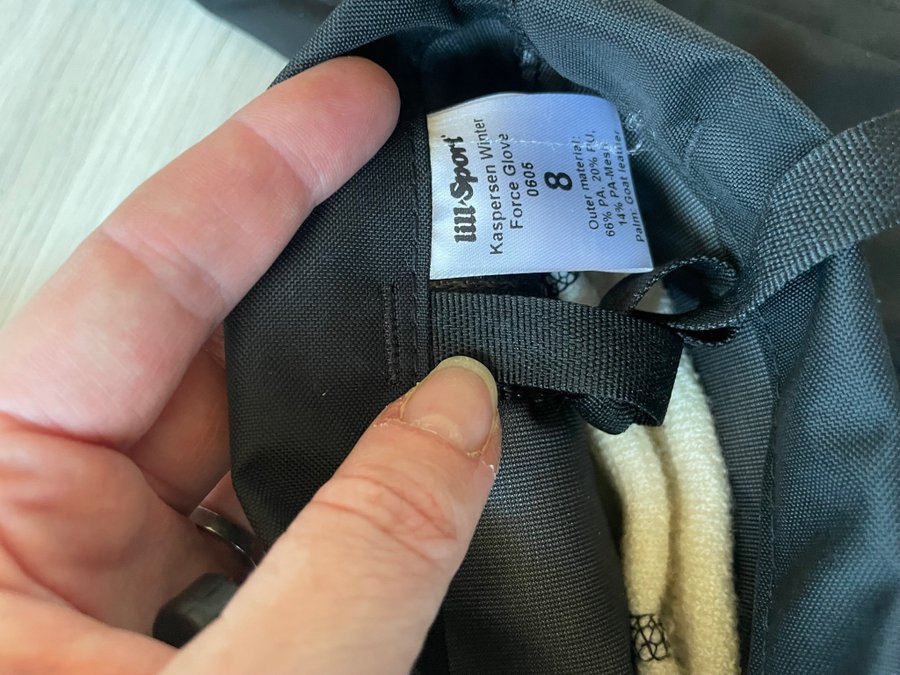 lill-Sport
Kaspersen Winter
Force Glove
0605
8
Outer material:
66% PA, 20% PU,
14% PA-Mesh
Palm: Goat leather